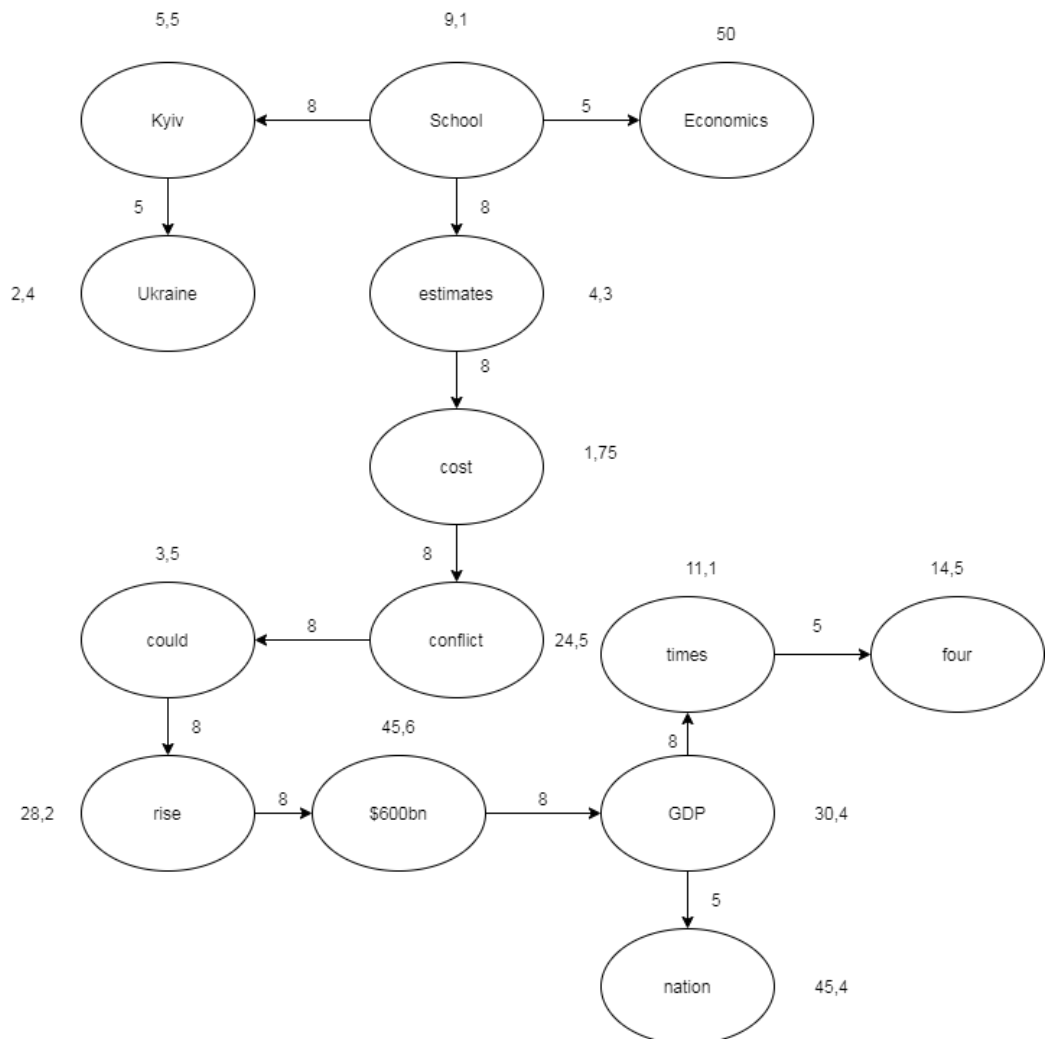 5,5
9,1
50
Kyiv
8
School
5
Economics
5
8
2,4
Ukraine
estimates
4,3
8
cost
1,75
8
3,5
11,1
14,5
could
8
conflict
24,5
times
5
four
8
45,6
8
28,2
rise
8
$600bn
8
GDP
30,4
5
nation
45,4